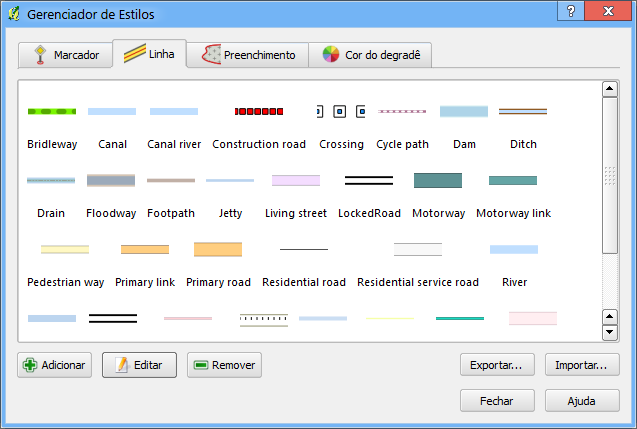 Gerenciador de Estilos
?
Marcador Linha Preenchimento Cor do degradê
Bridleway Canal Canal river Construction road Crossing Cycle path Dam Ditch
Drain Floodway Footpath Jetty Living street LockedRoad Motorway Motorway link
Pedestrian way Primary link Primary road Residential road Residential service road River
Adicionar Editar Remover Exportar... Importar...
Fechar Ajuda